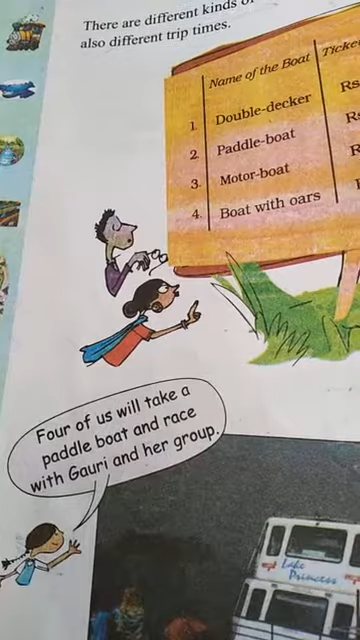 There are different kinds
also different trip times.
Name of the Boat
1. Double-decker Rs
2. Paddle-boat
3. Motor-boat
4. Boat with oars
Four of us will take a
paddle boat and race
with Gauri and her group.
Lake
Princess